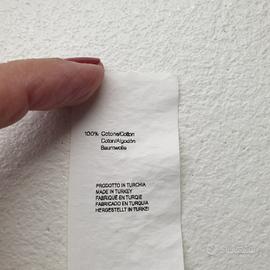 100% Cotone/Cotton
Coton/Algodón
Baumwolle
PRODOTTO IN TURCHIA
MADE IN TURKEY
FABRIQUÉ EN TURQIE
FABRICADO EN TURQUIA
HERGESTELLT IN TÜRKEI